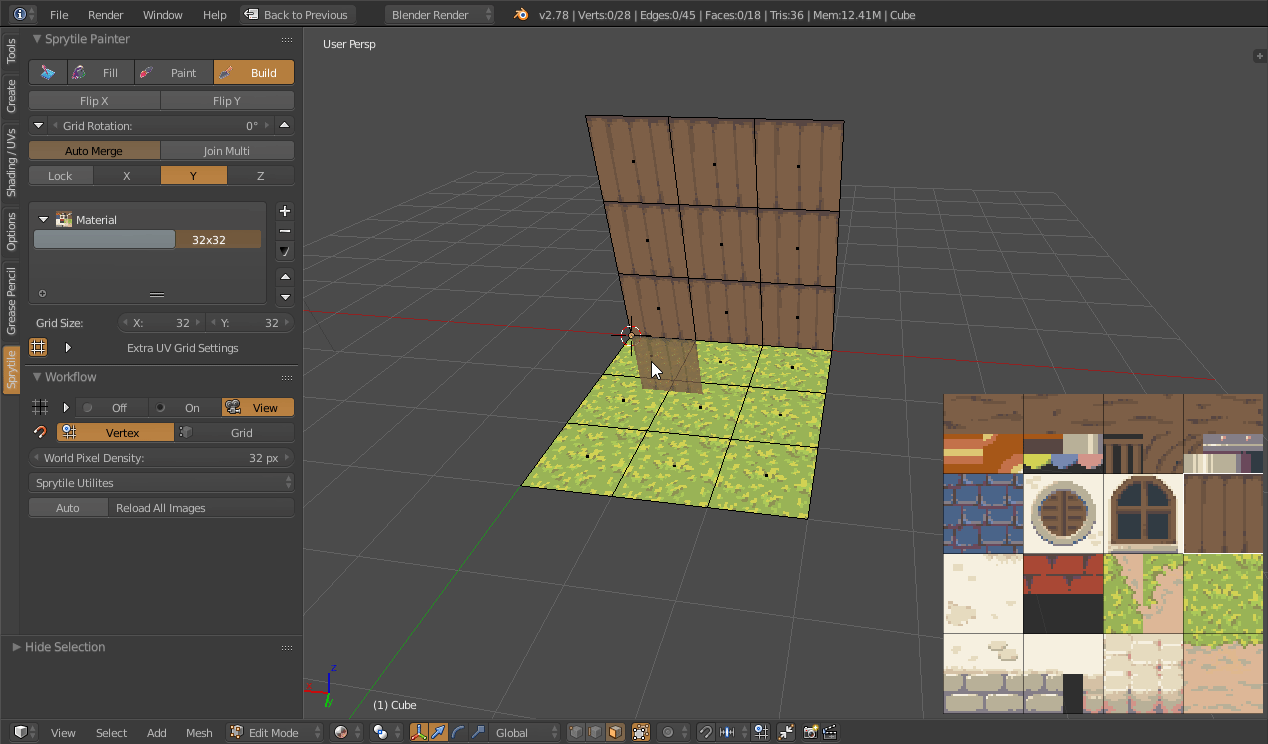 File Render Window Help Back to Previous Blender Render v2.78 | Verts:0/28 | Edges:0/45 | Faces:0/18 | Tris:36 | Mem:12.41M | Cube
Tools
Create
Shading / UVs
Options
Grease Pencil
Sprytile
Sprytile Painter
Fill Paint Build
Flip X Flip Y
Grid Rotation: 0°
Auto Merge Join Multi
Lock X Y Z
Material
32x32
Grid Size: X: 32 Y: 32
Extra UV Grid Settings
Workflow
Off On View
Vertex Grid
World Pixel Density: 32 px
Sprytile Utilites
Auto Reload All Images
Hide Selection
User Persp
z
(1) Cube
View Select Add Mesh Edit Mode Global